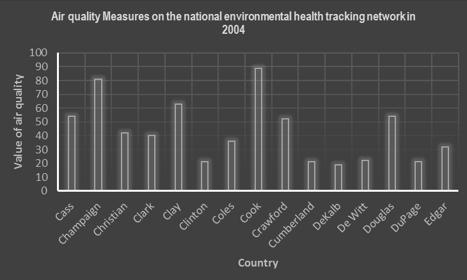 Air quality Measures on the national environmental health tracking network in
2004
Value of air quality
100
90
80
70
60
50
40
30
20
10
0
Cass
Champaign
Christian
Clark
Clay
Clinton
Coles
Cook
Crawford
Cumberland
DeKalb
De Witt
Douglas
DuPage
Edgar
Country